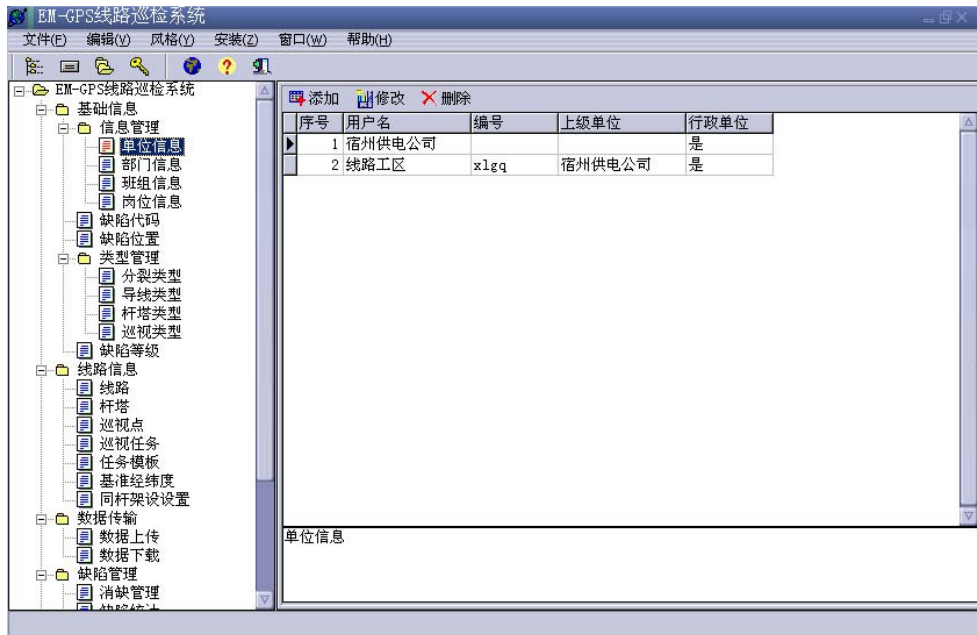 EM-GPS线路巡检系统
文件(F) 编辑(V) 风格(Y) 安装(Z) 窗口(W) 帮助(H)
EM-GPS线路巡检系统
基础信息
信息管理
单位信息
部门信息
班组信息
岗位信息
缺陷代码
缺陷位置
类型管理
分裂类型
导线类型
杆塔类型
巡视类型
缺陷等级
线路信息
线路
杆塔
巡视点
巡视任务
任务模板
基准经纬度
同杆架设设置
数据传输
数据上传
数据下载
缺陷管理
消缺管理
添加 修改 删除
序号 用户名 编号 上级单位 行政单位
1 宿州供电公司 是
2 线路工区 xlgq 宿州供电公司 是
单位信息